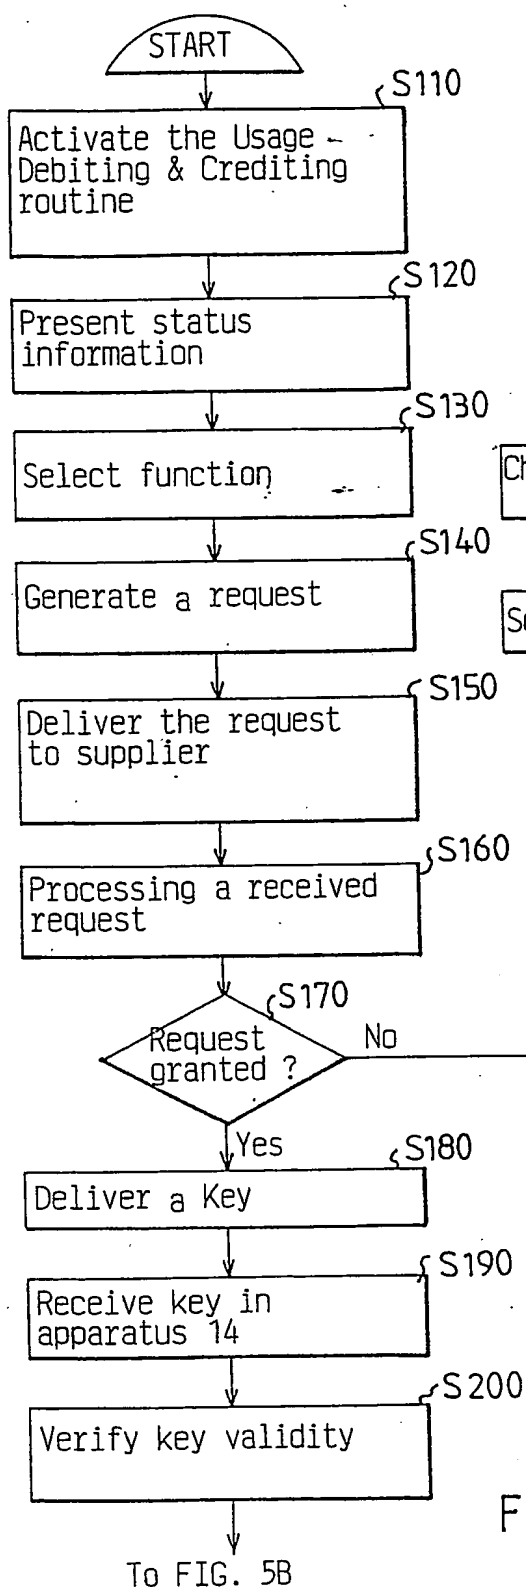 START
S110
Activate the Usage
Debiting & Crediting
routine
S120
Present status
information
S130
Select function
S140
Generate a request
S150
Deliver the request
to supplier
S160
Processing a received
request
S170
Request
granted ?
No
Yes
S180
Deliver a Key
S190
Receive key in
apparatus 14
S200
Verify key validity
To FIG. 5B
Ch
F